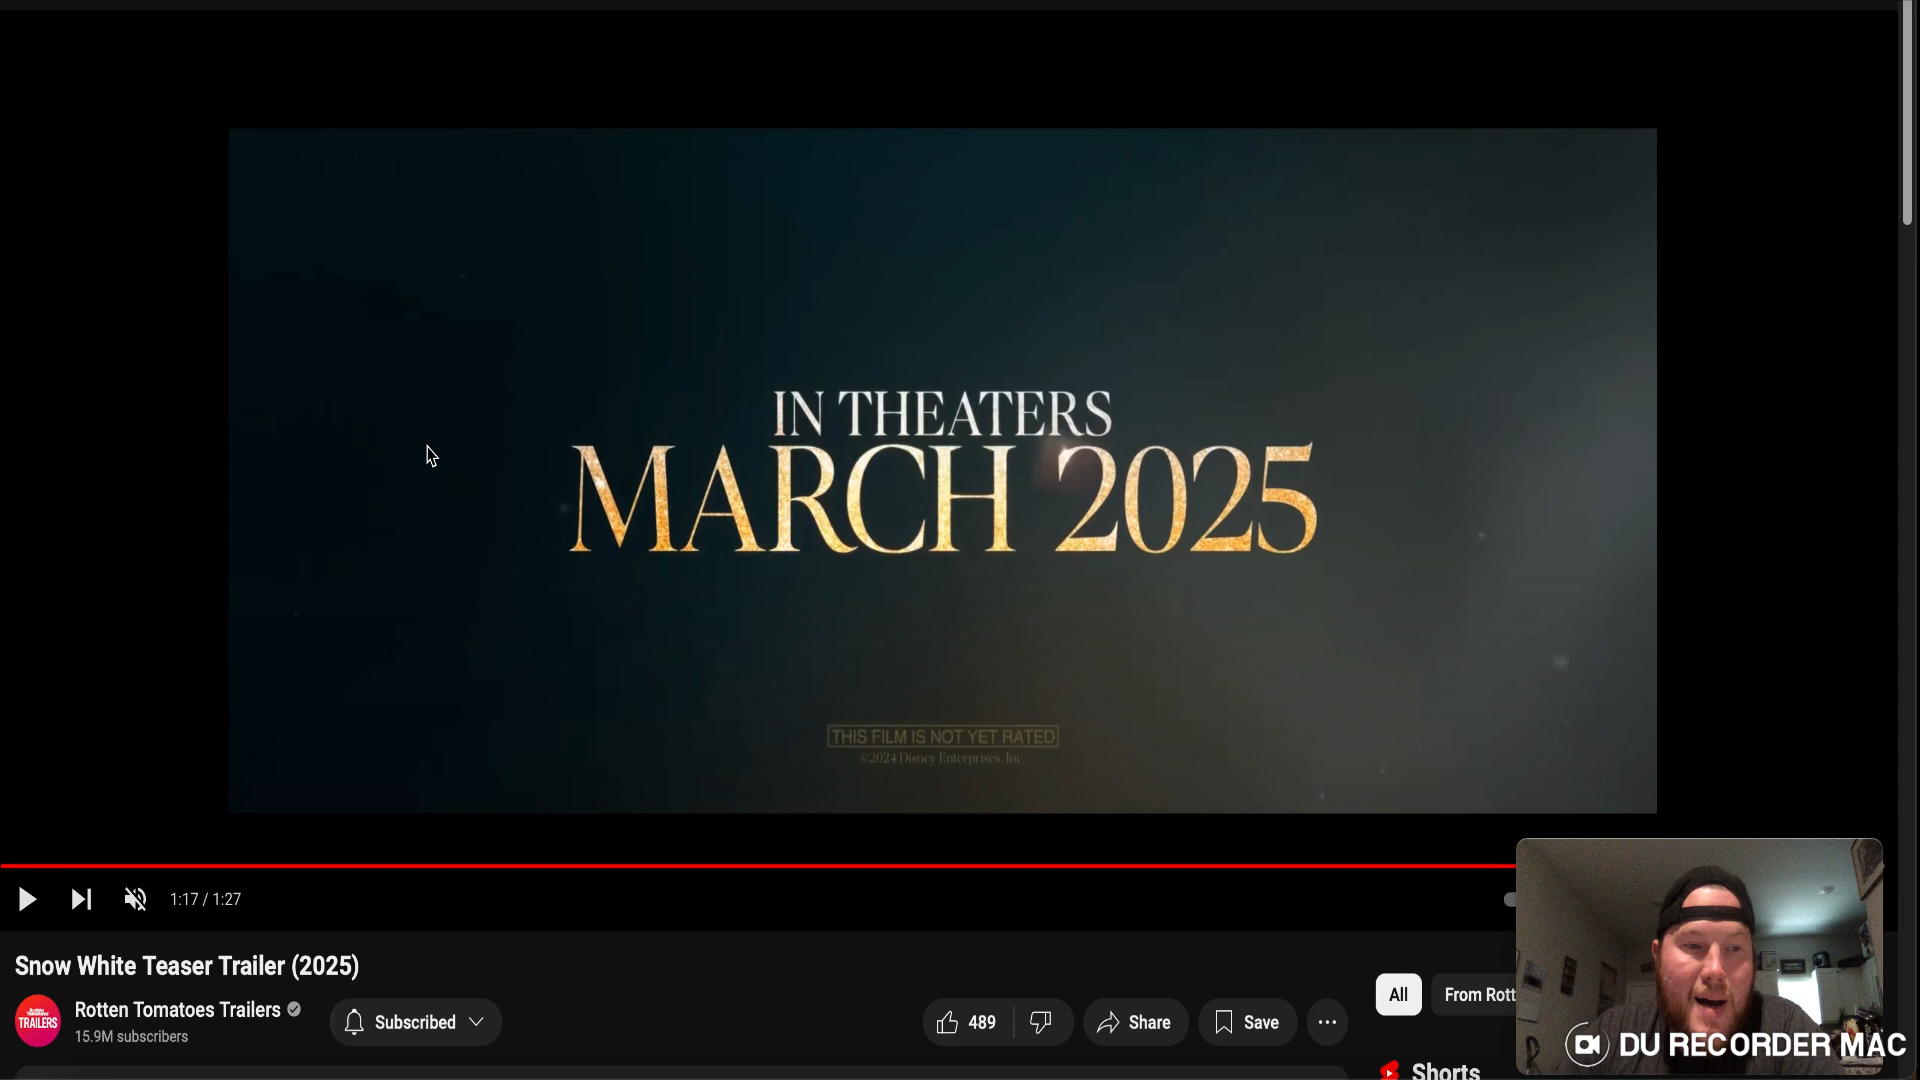 IN THEATERS
MARCH 2025
THIS FILM IS NOT YET RATED
©2024 Disney Enterprises, Inc.
1:17 / 1:27
Snow White Teaser Trailer (2025)
TRAILERS
Rotten Tomatoes Trailers
15.9M subscribers
Subscribed
489
Share
Save
All
From Rott
Shorts
DU RECORDER MAC